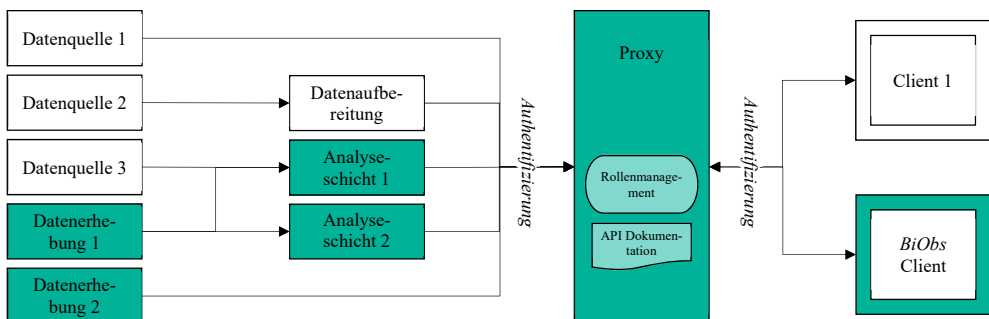 Datenquelle 1
Datenquelle 2
Datenquelle 3
Datenerhe-
bung 1
Datenerhe-
bung 2
Datenaufbe-
reitung
Analyse-
schicht 1
Analyse-
schicht 2
Authentifizierung
Proxy
Rollenmanage-
ment
API Dokumen-
tation
Authentifizierung
Client 1
BiObs
Client